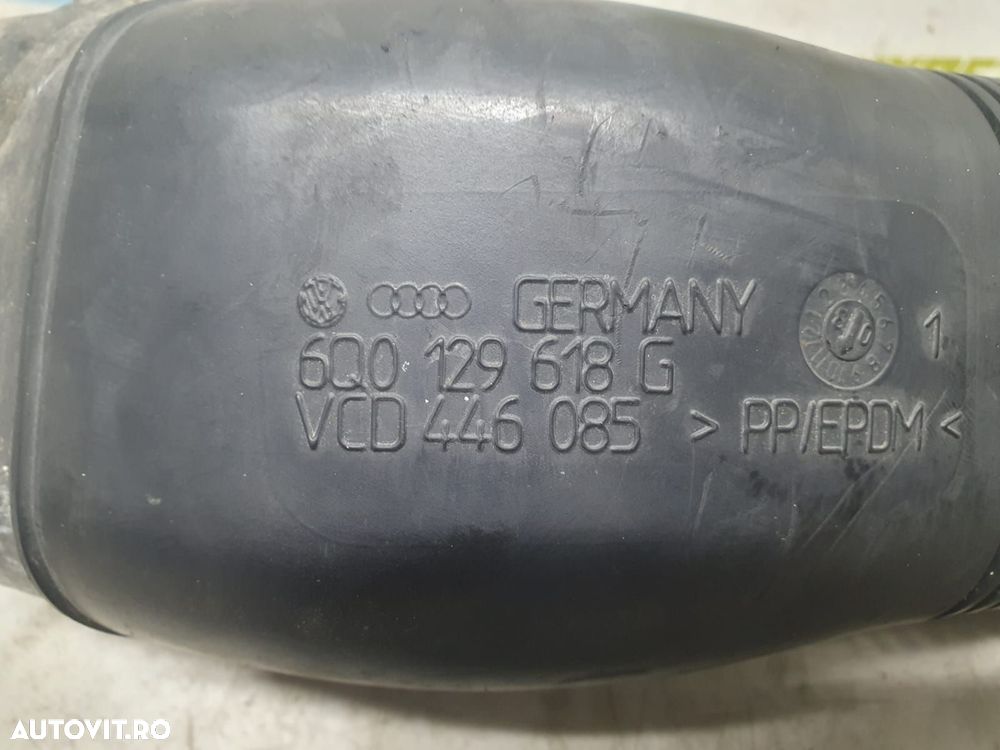 GERMANY
6Q0 129 618 G
VCD 446 085 > PP/EPDM <
1
AUTOVIT.RO